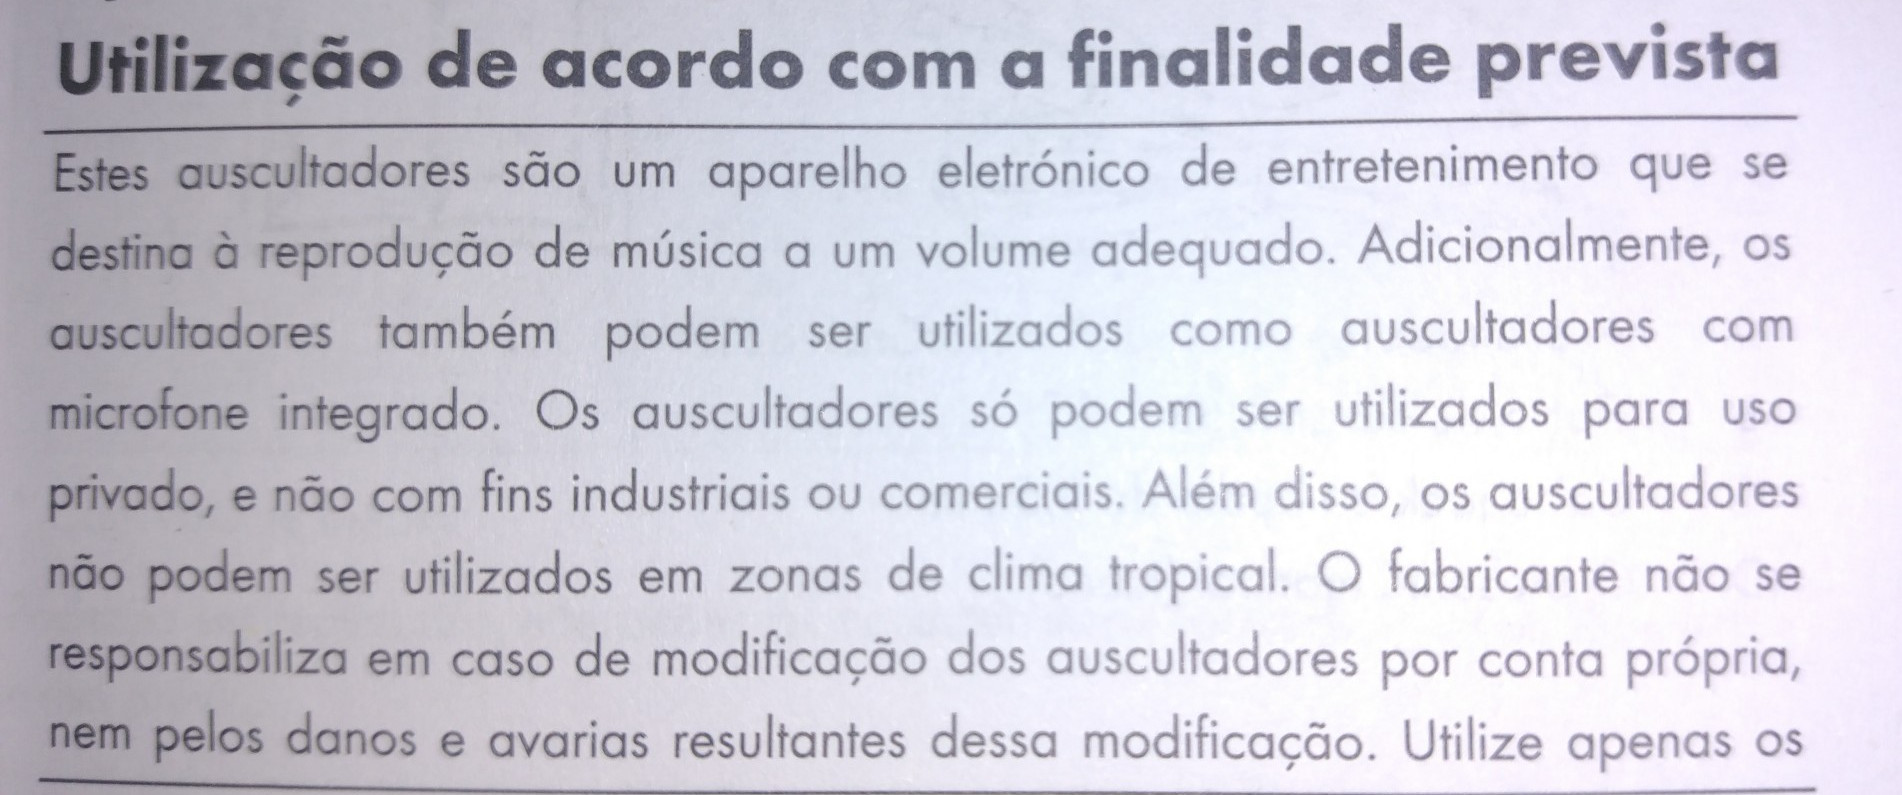 Utilização de acordo com a finalidade prevista
Estes auscultadores são um aparelho eletrónico de entretenimento que se
destina à reprodução de música a um volume adequado. Adicionalmente, os
auscultadores também podem ser utilizados como auscultadores com
microfone integrado. Os auscultadores só podem ser utilizados para uso
privado, e não com fins industriais ou comerciais. Além disso, os auscultadores
não podem ser utilizados em zonas de clima tropical. O fabricante não se
responsabiliza em caso de modificação dos auscultadores por conta própria,
nem pelos danos e avarias resultantes dessa modificação. Utilize apenas os